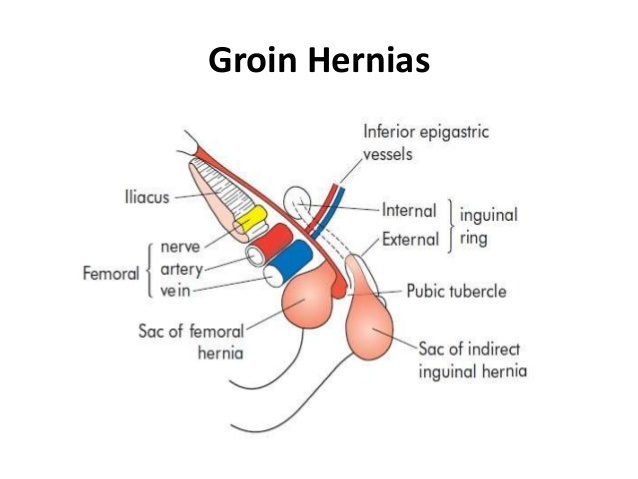 Groin Hernias
Inferior epigastric
vessels
Iliacus
Internal
External
inguinal
ring
Femoral
nerve
artery
vein
Pubic tubercle
Sac of femoral
hernia
Sac of indirect
inguinal hernia